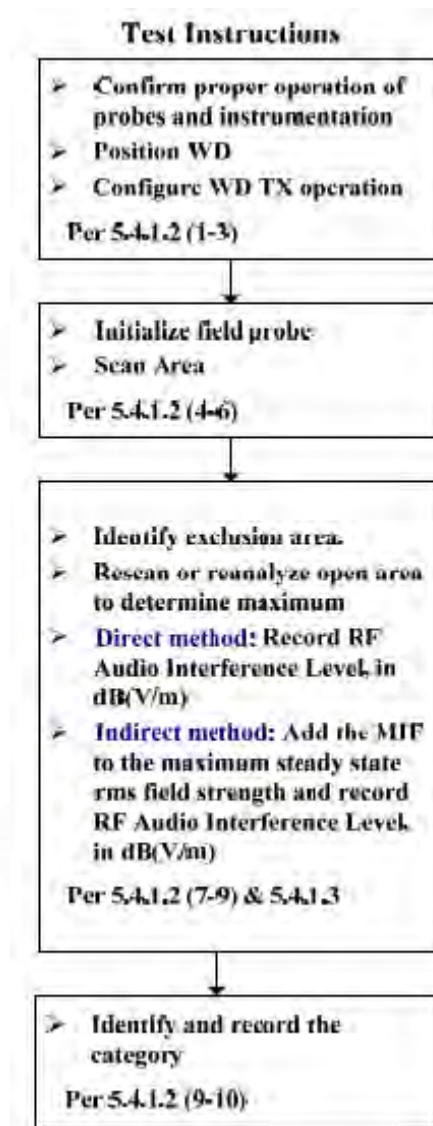 Test Instructions
➢ Confirm proper operation of
probes and instrumentation
➢ Position WD
➢ Configure WD TX operation
Per 5.4.1.2 (1-3)
➢ Initialize field probe
➢ Scan Area
Per 5.4.1.2 (4-6)
➢ Identify exclusion area.
➢ Rescan or reanalyze open area
to determine maximum
➢ Direct method: Record RF
Audio Interference Level, in
dB(V/m)
➢ Indirect method: Add the MIF
to the maximum steady state
rms field strength and record
RF Audio Interference Level,
in dB(V/m)
Per 5.4.1.2 (7-9) & 5.4.1.3
➢ Identify and record the
category
Per 5.4.1.2 (9-10)